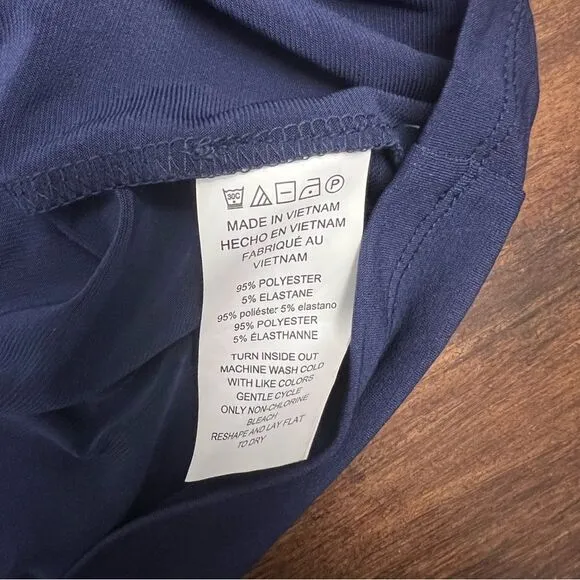 30C P
MADE IN VIETNAM
HECHO EN VIETNAM
FABRIQUÉ AU
VIETNAM
95% POLYESTER
5% ELASTANE
95% poliéster 5% elastano
95% POLYESTER
5% ÉLASTHANNE
TURN INSIDE OUT
MACHINE WASH COLD
WITH LIKE COLORS
GENTLE CYCLE
ONLY NON-CHLORINE
BLEACH
RESHAPE AND LAY FLAT
TO DRY